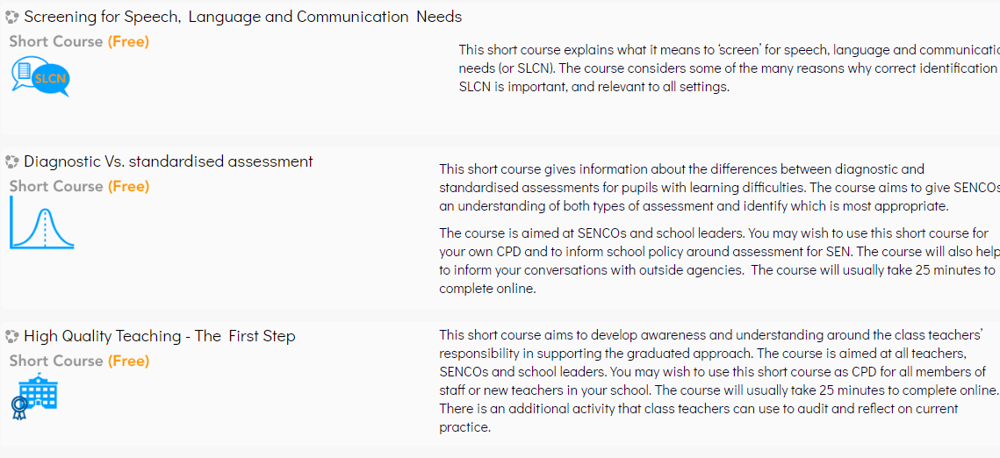 Screening for Speech, Language and Communication Needs
Short Course (Free)
SLCN
This short course explains what it means to 'screen' for speech, language and
needs (or SLCN). The course considers some of the many reasons why correct identification
SLCN is important, and relevant to all settings.
Diagnostic Vs. standardised assessment
Short Course (Free)
This short course gives information about the differences between diagnostic and
standardised assessments for pupils with learning difficulties. The course aims to give SENCOs
an understanding of both types of assessment and identify which is most appropriate.
The course is aimed at SENCOs and school leaders. You may wish to use this short course for
your own CPD and to inform school policy around assessment for SEN. The course will also help
to inform your conversations with outside agencies. The course will usually take 25 minutes to
complete online.
High Quality Teaching - The First Step
Short Course (Free)
This short course aims to develop awareness and understanding around the class teachers'
responsibility in supporting the graduated approach. The course is aimed at all teachers,
SENCOs and school leaders. You may wish to use this short course as CPD for all members of
staff or new teachers in your school. The course will usually take 25 minutes to complete online.
There is an additional activity that class teachers can use to audit and reflect on current
practice.